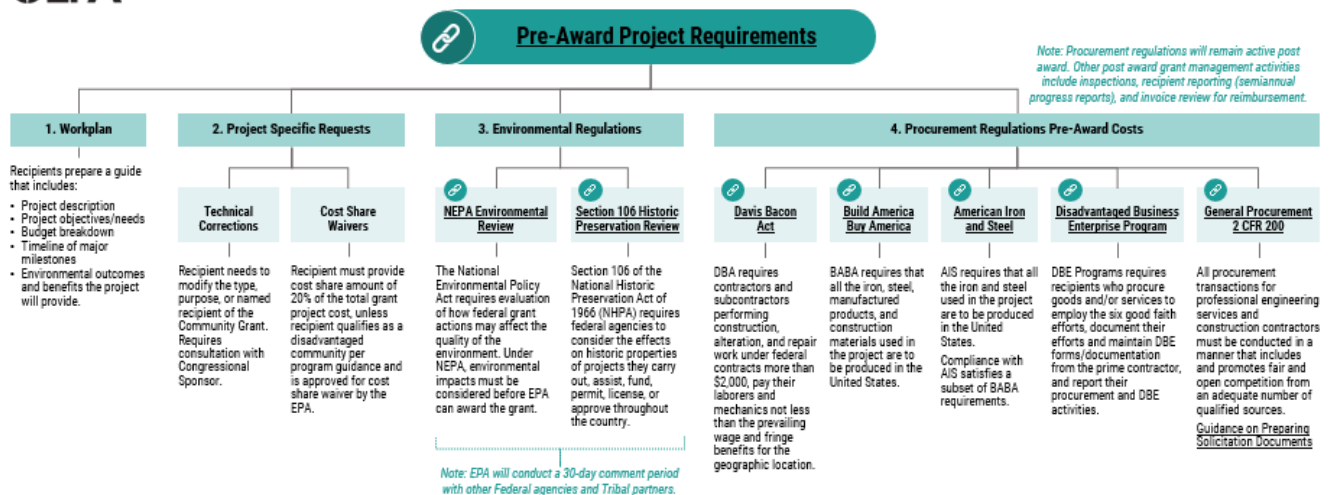 Pre-Award Project Requirements
Note: Procurement regulations will remain active post
award. Other post award grant management activities
include inspections, recipient reporting (semiannual
progress reports), and invoice review for reimbursement.
1. Workplan
Recipients prepare a guide
that includes:
• Project description
• Project objectives/needs
• Budget breakdown
• Timeline of major
milestones
• Environmental outcomes
and benefits the project
will provide.
2. Project Specific Requests
Technical
Corrections
Recipient needs to
modify the type,
purpose, or named
recipient of the
Community Grant.
Requires
consultation with
Congressional
Sponsor.
Cost Share
Waivers
Recipient must provide
cost share amount of
20% of the total grant
project cost, unless
recipient qualifies as a
disadvantaged
community per
program guidance and
is approved for cost
share waiver by the
EPA.
3. Environmental Regulations
NEPA Environmental
Review
The National
Environmental Policy
Act requires evaluation
of how federal grant
actions may affect the
quality of the
environment. Under
NEPA, environmental
impacts must be
considered before EPA
can award the grant.
Section 106 Historic
Preservation Review
Section 106 of the
National Historic
Preservation Act of
1966 (NHPA) requires
federal agencies to
consider the effects
on historic properties
of projects they carry
out, assist, fund,
permit, license, or
approve throughout
the country.
Note: EPA will conduct a 30-day comment period
with other Federal agencies and Tribal partners.
4. Procurement Regulations Pre-Award Costs
Davis Bacon
Act
DBA requires
contractors and
subcontractors
performing
construction,
alteration, and repair
work under federal
contracts more than
$2,000, pay their
laborers and
mechanics not less
than the prevailing
wage and fringe
benefits for the
geographic location.
Build America
Buy America
BABA requires that
all the iron, steel,
manufactured
products, and
construction
materials used in
the project are to
be produced in the
United States.
American Iron
and Steel
AIS requires that all
the iron and steel
used in the project
are to be produced
in the United
States.
Compliance with
AIS satisfies a
subset of BABA
requirements.
Disadvantaged Business
Enterprise Program
DBE Programs requires
recipients who procure
goods and/or services to
employ the six good faith
efforts, document their
efforts and maintain DBE
forms/documentation
from the prime contractor,
and report their
procurement and DBE
activities.
General Procurement
2 CFR 200
All procurement
transactions for
professional engineering
services and
construction contractors
must be conducted in a
manner that includes
and promotes fair and
open competition from
an adequate number of
qualified sources.
Guidance on Preparing
Solicitation Documents